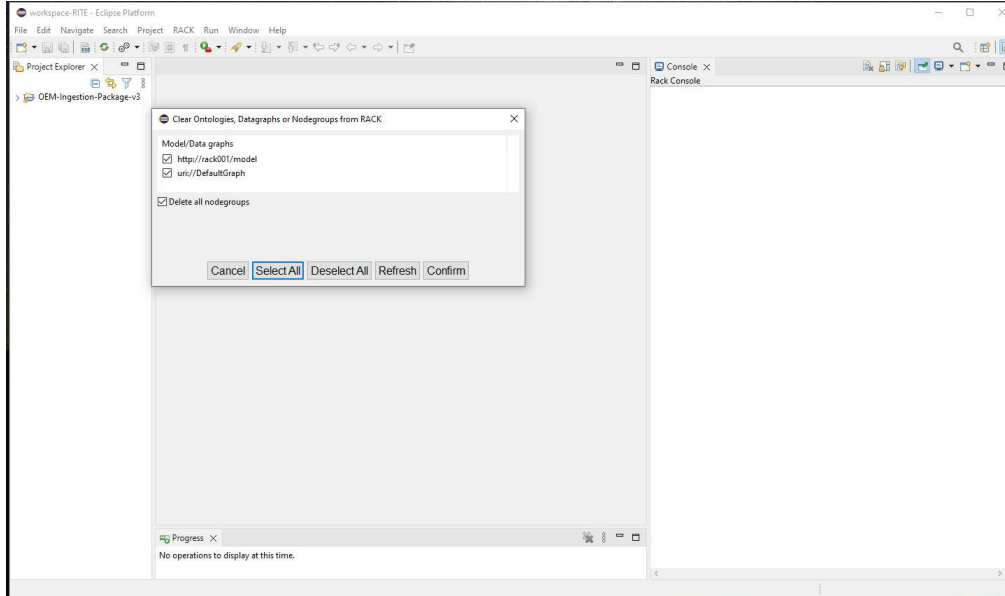 workspace-RITE - Eclipse Platform
File Edit Navigate Search Project RACK Run Window Help
Project Explorer
OEM-Ingestion-Package-v3
Clear Ontologies, Datagraphs or Nodegroups from RACK
Model/Data graphs
http://rack001/model
uri://DefaultGraph
Delete all nodegroups
Cancel Select All Deselect All Refresh Confirm
Console
Rack Console
Progress
No operations to display at this time.